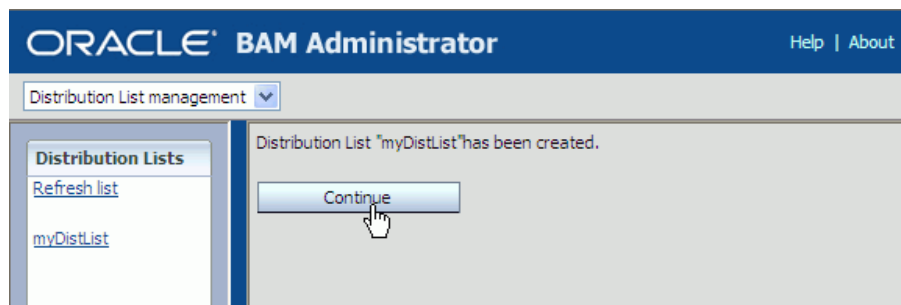 ORACLE BAM Administrator
Help | About
Distribution List management
Distribution Lists
Refresh list
myDistList
Distribution List "myDistList"has been created.
Continue